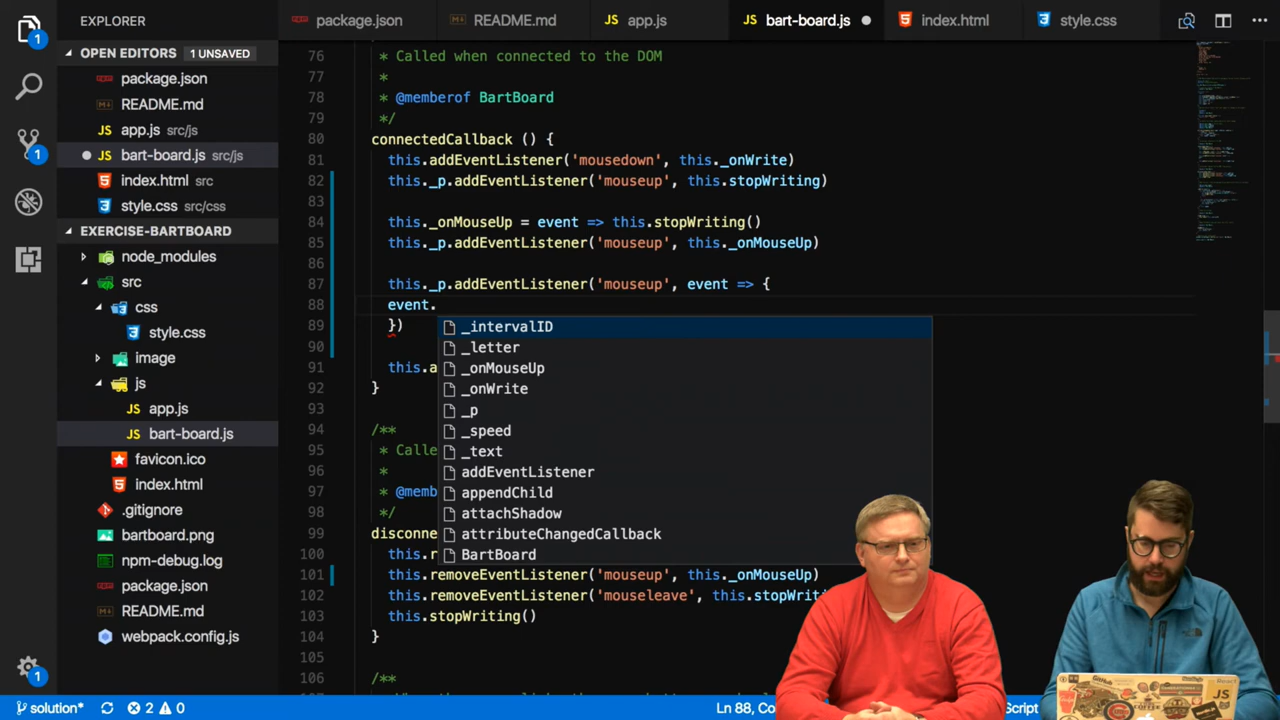 EXPLORER
package.json
README.md
app.js
bart-board.js
index.html
style.css
OPEN EDITORS 1 UNSAVED
package.json
README.md
app.js src/js
bart-board.js src/js
index.html src
style.css src/css
EXERCISE-BARTBOARD
node_modules
src
css
style.css
image
js
app.js
bart-board.js
favicon.ico
index.html
.gitignore
bartboard.png
npm-debug.log
package.json
README.md
webpack.config.js
76 * Called when connected to the DOM
77 *
78 * @memberof BartBoard
79 */
80 connectedCallback () {
81 this.addEventListener('mousedown', this._onWrite)
82 this._p.addEventListener('mouseup', this.stopWriting)
83
84 this._onMouseUp = event => this.stopWriting()
85 this._p.addEventListener('mouseup', this._onMouseUp)
86
87 this._p.addEventListener('mouseup', event => {
88 event.
89 })
90
91 this.a
92 }
93
94 /**
95 * Calle
96 *
97 * @memb
98 */
99 disconne
100 this.r
101 this.removeEventListener('mouseup', this._onMouseUp)
102 this.removeEventListener('mouseleave', this.stopWriti
103 this.stopWriting()
104 }
105
106 /**
_intervalID
_letter
_onMouseUp
_onWrite
_p
_speed
_text
addEventListener
appendChild
attachShadow
attributeChangedCallback
BartBoard
solution* 2 0
Ln 88, Co
Script